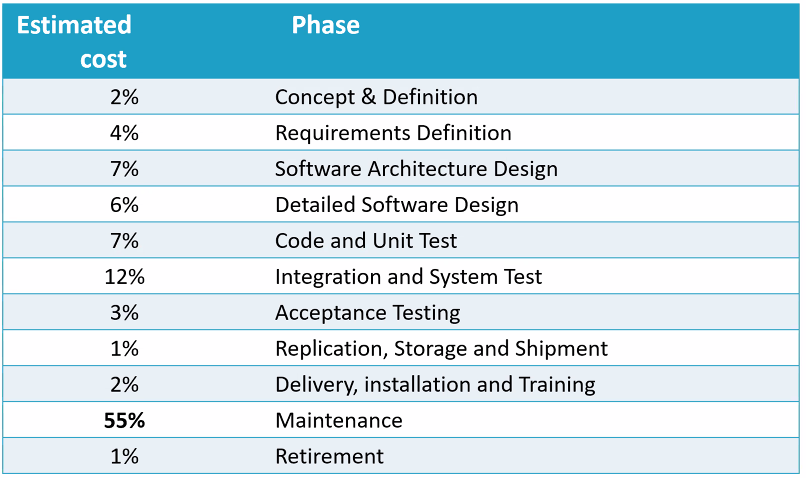 Estimated cost Phase
2% Concept & Definition
4% Requirements Definition
7% Software Architecture Design
6% Detailed Software Design
7% Code and Unit Test
12% Integration and System Test
3% Acceptance Testing
1% Replication, Storage and Shipment
2% Delivery, installation and Training
55% Maintenance
1% Retirement